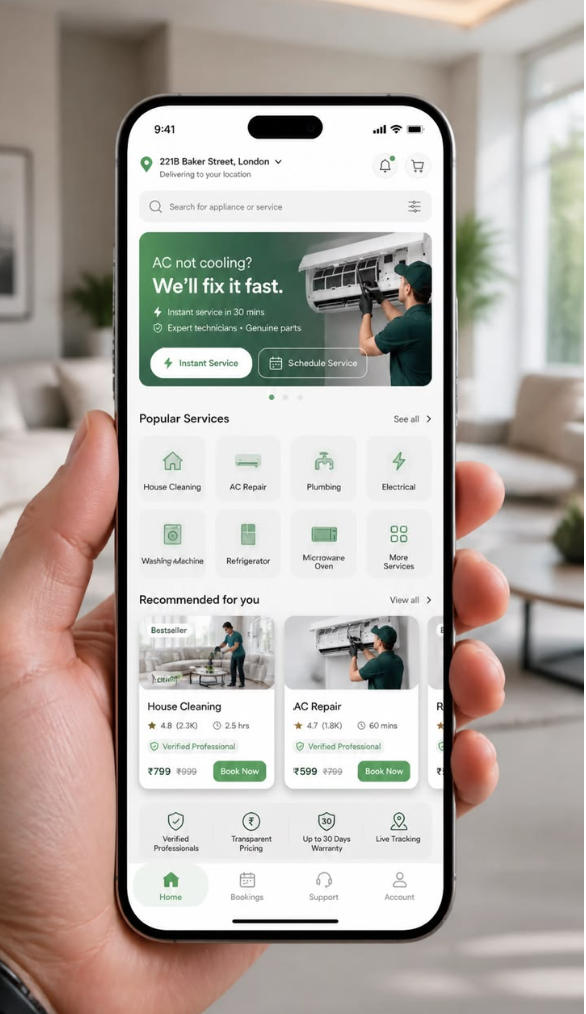 9:41
221B Baker Street, London
Delivering to your location
Search for appliance or service
AC not cooling?
We'll fix it fast.
Instant service in 30 mins
Expert technicians • Genuine parts
Instant Service
Schedule Service
Popular Services
See all
House Cleaning
AC Repair
Plumbing
Electrical
Washing Machine
Refrigerator
Microwave
Oven
More
Services
Recommended for you
View all
Bestseller
House Cleaning
4.8 (2.3K)
2.5 hrs
Verified Professional
₹799 ₹999
Book Now
AC Repair
4.7 (1.8K)
60 mins
Verified Professional
₹599 ₹799
Book Now
Verified
Professionals
₹
Transparent
Pricing
30
Up to 30 Days
Warranty
Live Tracking
Home
Bookings
Support
Account